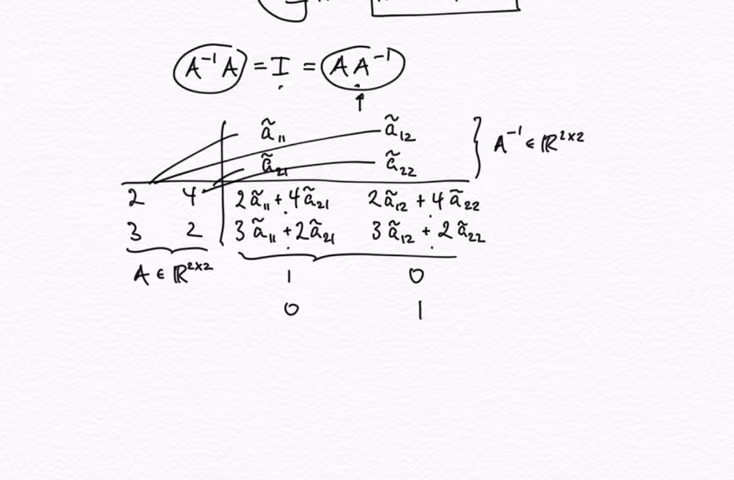 A⁻¹A = I = AA⁻¹
ã₁₁ ã₁₂
ã₂₁ ã₂₂ } A⁻¹ ∈ ℝ²ˣ²
2 4 2ã₁₁ + 4ã₂₁ 2ã₁₂ + 4ã₂₂
3 2 3ã₁₁ + 2ã₂₁ 3ã₁₂ + 2ã₂₂
A ∈ ℝ²ˣ² 1 0
0 1